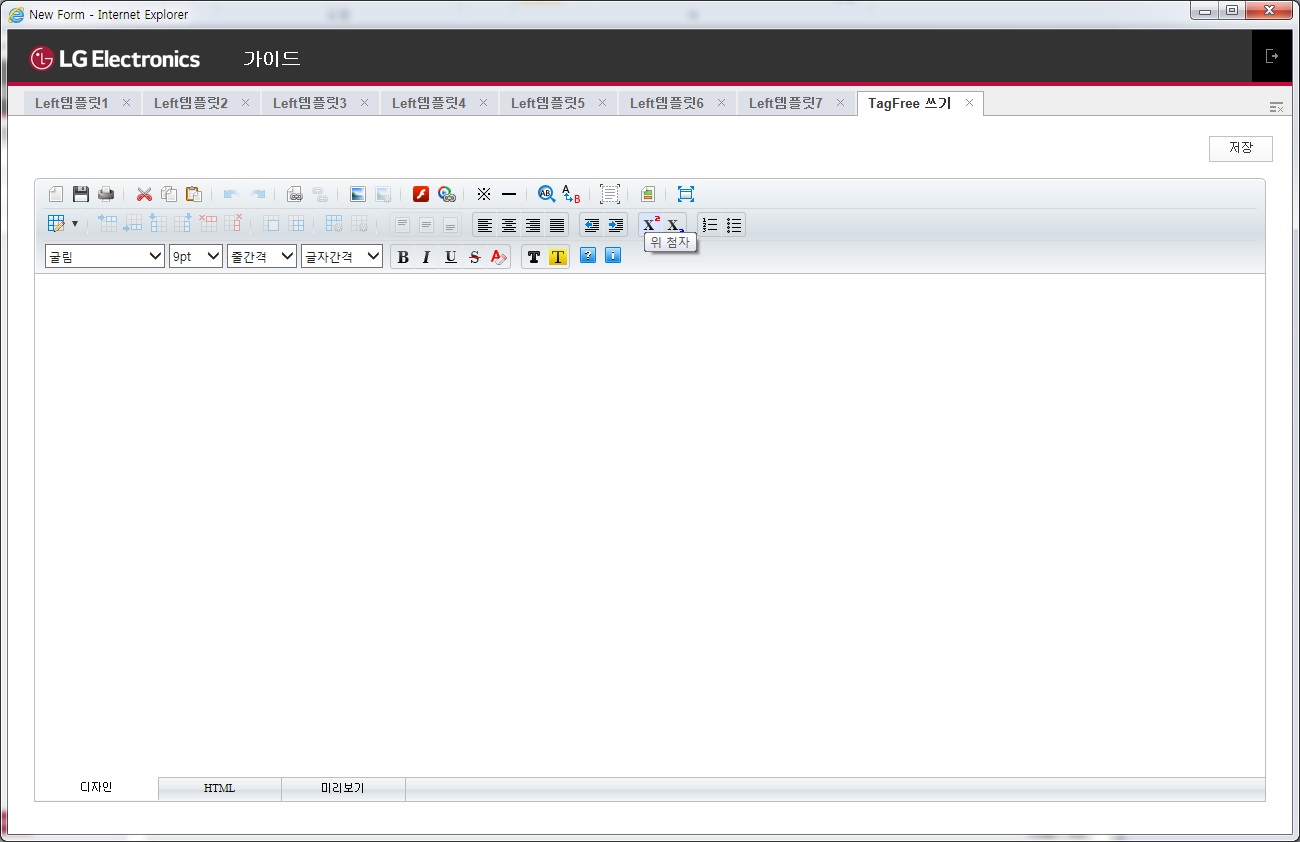 New Form - Internet Explorer
LG Electronics 가이드
Left템플릿1 Left템플릿2 Left템플릿3 Left템플릿4 Left템플릿5 Left템플릿6 Left템플릿7 TagFree 쓰기
저장
위 첨자
굴림 9pt 줄간격 글자간격 B I U S A T T ? i
디자인 HTML 미리보기